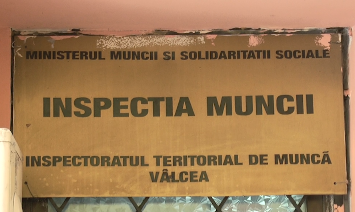 MINISTERUL MUNCII SI SOLIDARITATII SOCIALE
INSPECTIA MUNCII
INSPECTORATUL TERITORIAL DE MUNCĂ
VÂLCEA